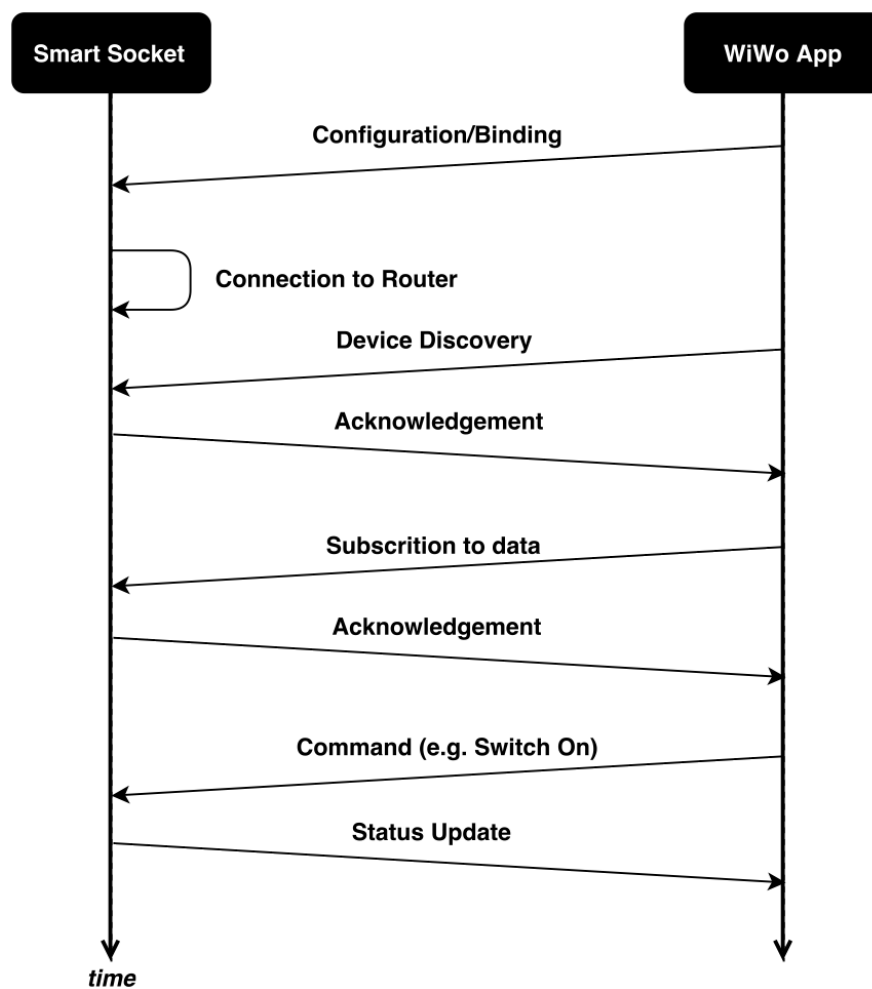 Smart Socket
WiWo App
Configuration/Binding
Connection to Router
Device Discovery
Acknowledgement
Subscrition to data
Acknowledgement
Command (e.g. Switch On)
Status Update
time